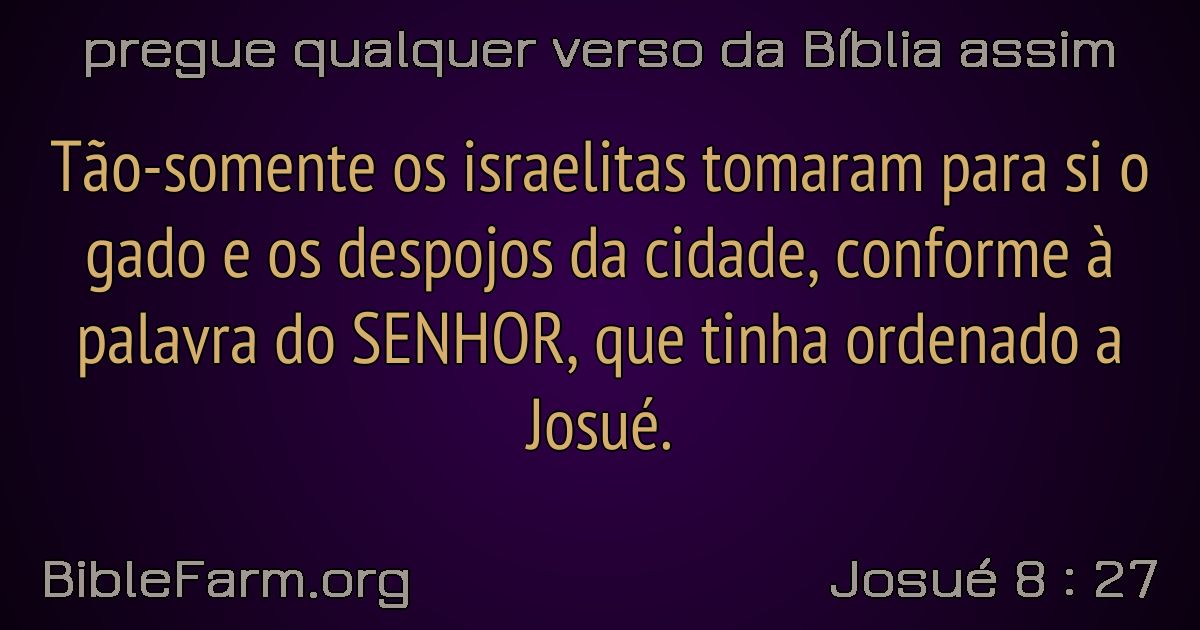 pregue qualquer verso da Bíblia assim
Tão-somente os israelitas tomaram para si o
gado e os despojos da cidade, conforme à
palavra do SENHOR, que tinha ordenado a
Josué.
BibleFarm.org
Josué 8 : 27